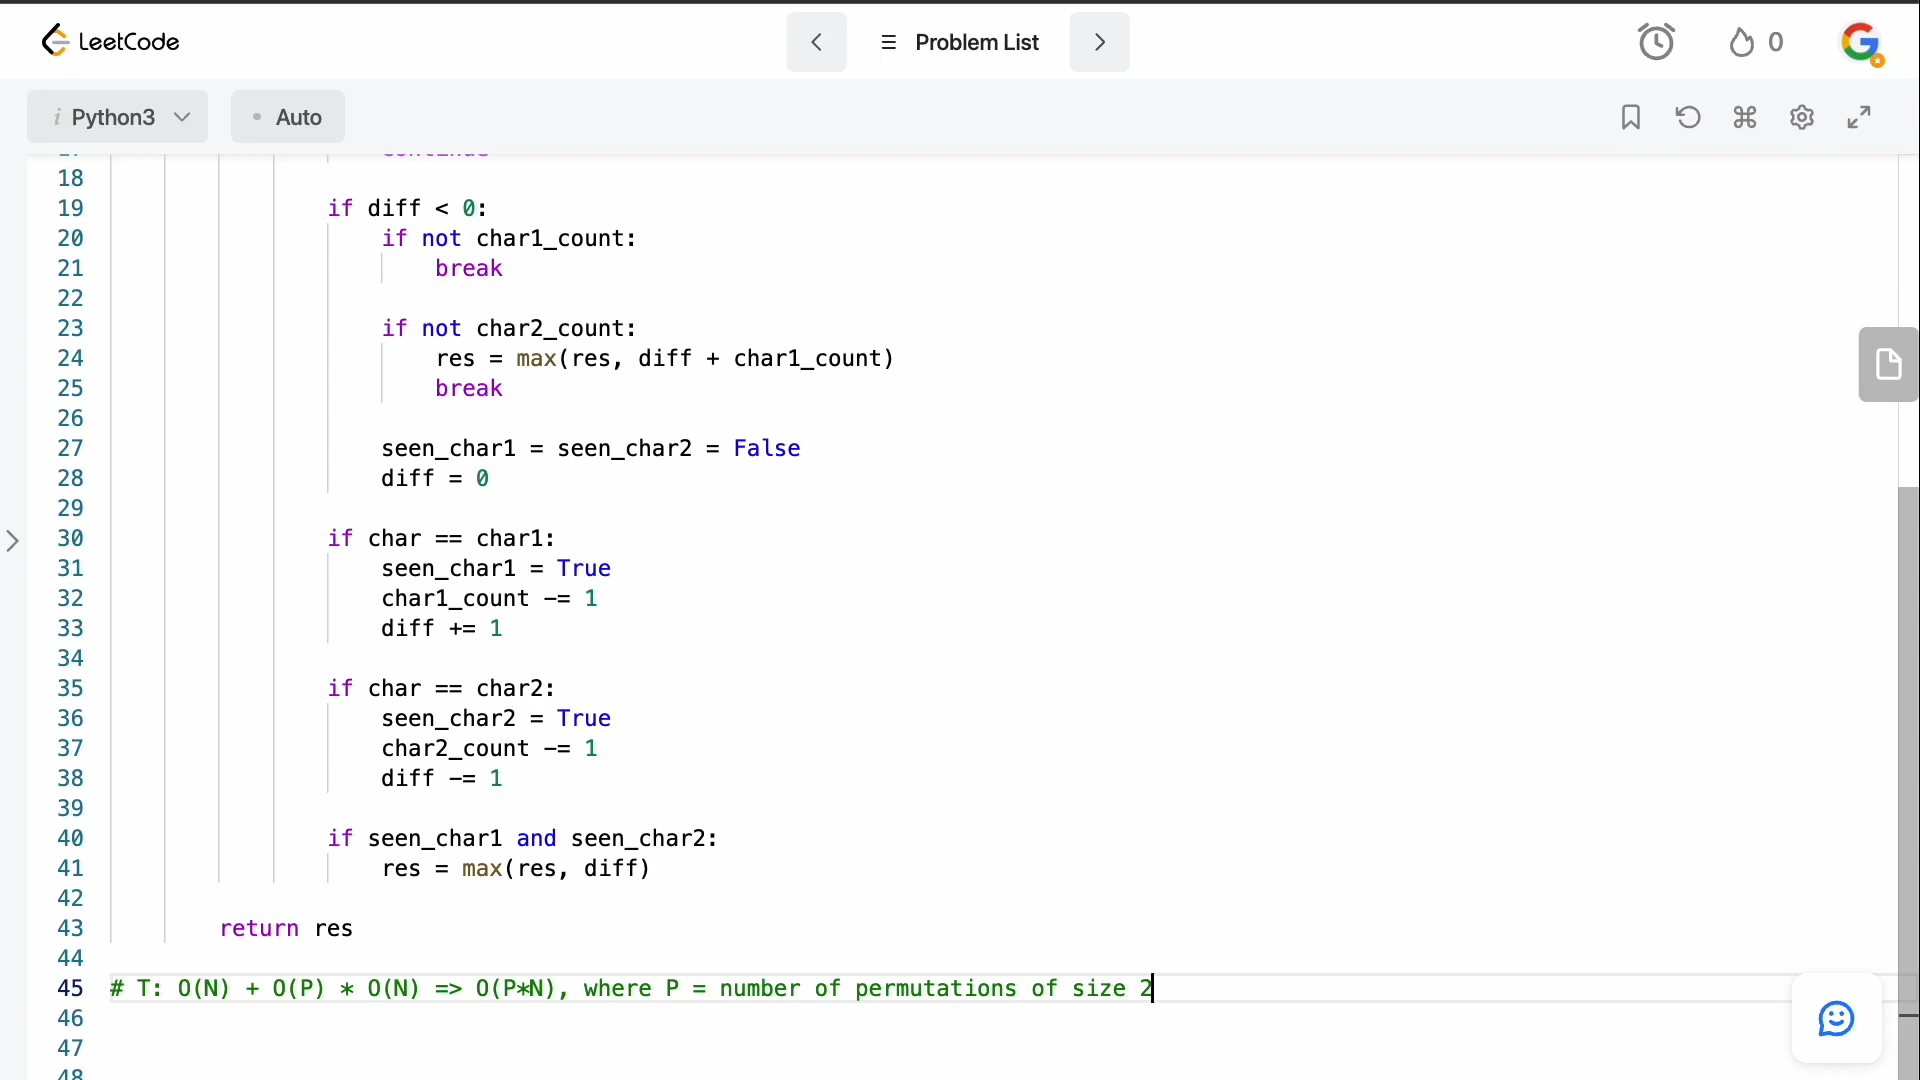 LeetCode
Problem List
0
Python3
Auto
continue
18
19 if diff < 0:
20 if not char1_count:
21 break
22
23 if not char2_count:
24 res = max(res, diff + char1_count)
25 break
26
27 seen_char1 = seen_char2 = False
28 diff = 0
29
30 if char == char1:
31 seen_char1 = True
32 char1_count -= 1
33 diff += 1
34
35 if char == char2:
36 seen_char2 = True
37 char2_count -= 1
38 diff -= 1
39
40 if seen_char1 and seen_char2:
41 res = max(res, diff)
42
43 return res
44
45 # T: O(N) + O(P) * O(N) => O(P*N), where P = number of permutations of size 2
46
47
48